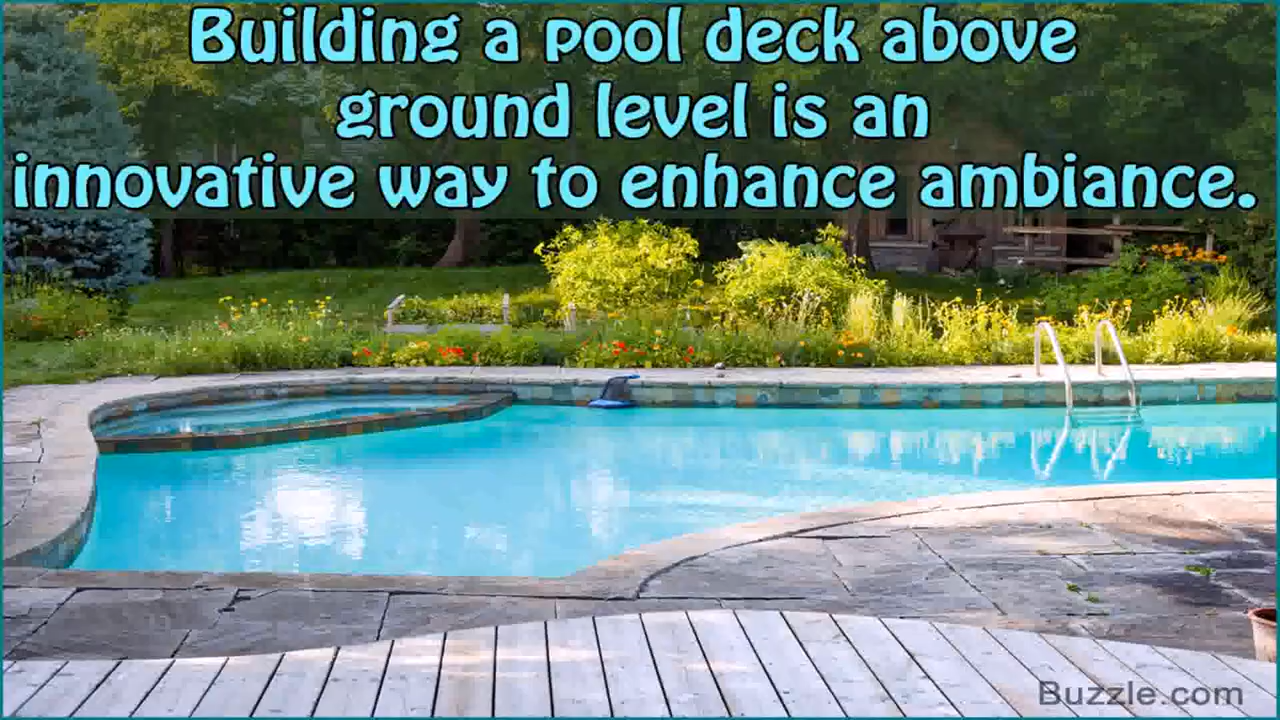 Building a pool deck above
ground level is an
innovative way to enhance ambiance.
Buzzle.com